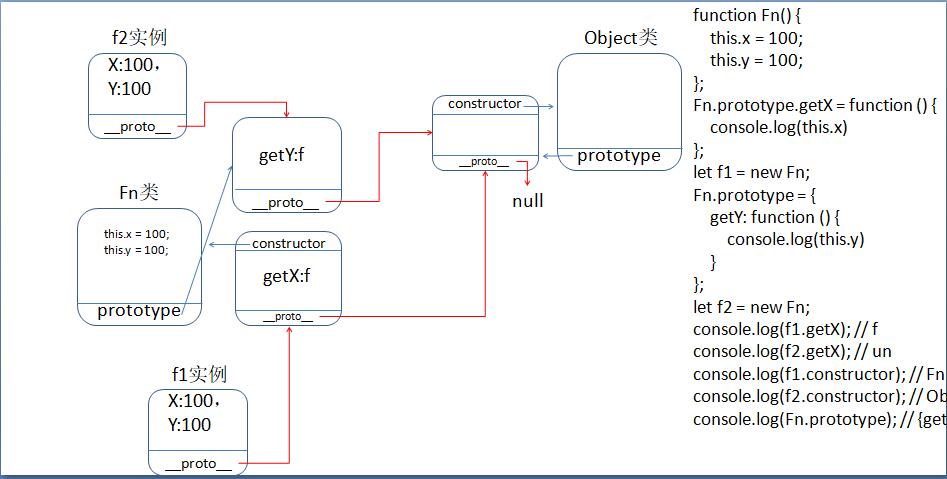 f2实例
X:100，
Y:100
__proto__
getY:f
__proto__
Fn类
this.x = 100;
this.y = 100;
prototype
constructor
getX:f
__proto__
f1实例
X:100，
Y:100
__proto__
Object类
constructor
__proto__
prototype
null
function Fn() {
this.x = 100;
this.y = 100;
};
Fn.prototype.getX = function () {
console.log(this.x)
};
let f1 = new Fn;
Fn.prototype = {
getY: function () {
console.log(this.y)
}
};
let f2 = new Fn;
console.log(f1.getX); // f
console.log(f2.getX); // un
console.log(f1.constructor); // Fn
console.log(f2.constructor); // Ob
console.log(Fn.prototype); // {get